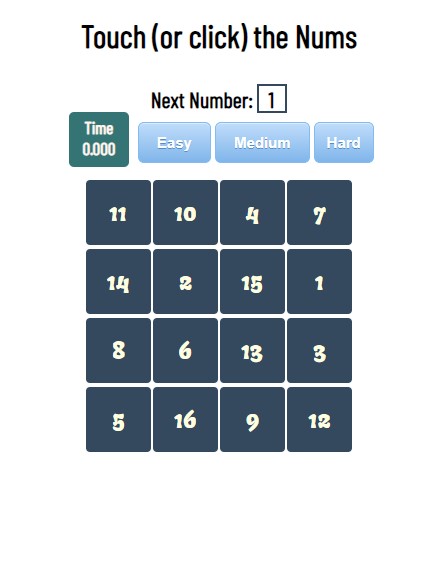 Touch (or click) the Nums
Next Number: 1
Time
0.000
Easy Medium Hard
11 10 4 7
14 2 15 1
8 6 13 3
5 16 9 12